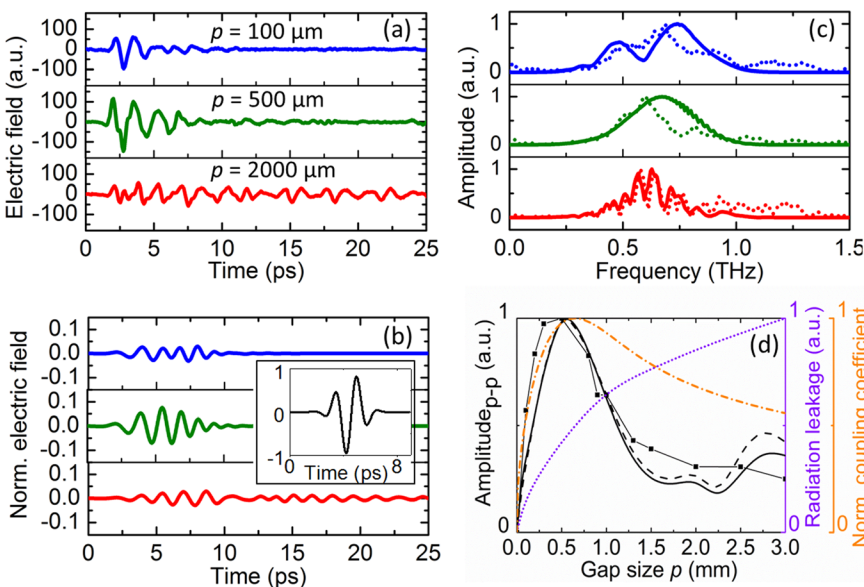 (a)
Electric field (a.u.)
100
0
-100
p = 100 µm
100
0
-100
p = 500 µm
100
0
-100
p = 2000 µm
0 5 10 15 20 25
Time (ps)
(c)
Amplitude (a.u.)
1
0
1
0
1
0
0.0 0.5 1.0 1.5
Frequency (THz)
(b)
Norm. electric field
0.1
0.0
-0.1
0.1
0.0
-0.1
0.1
0.0
-0.1
0 5 10 15 20 25
Time (ps)
1
0
-1
0 8
Time (ps)
(d)
Amplitudep-p (a.u.)
1
0
0.0 0.5 1.0 1.5 2.0 2.5 3.0
Gap size p (mm)
1
0
Radiation leakage (a.u.)
1
0
Norm. coupling coefficient